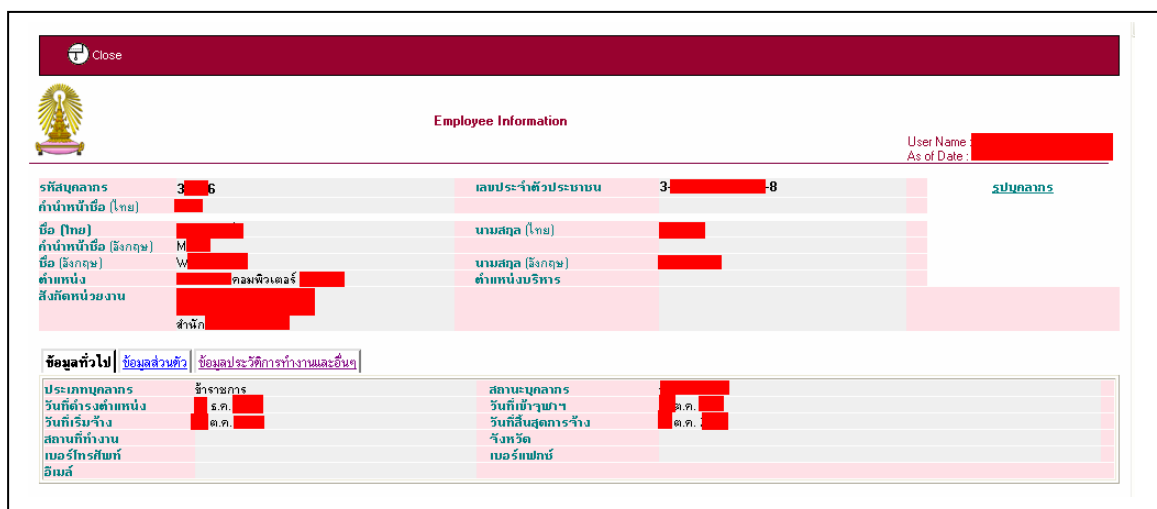 Close
Employee Information
User Name :
As of Date :
รหัสบุคลากร 3 6 เลขประจำตัวประชาชน 3- -8 รูปบุคลากร
คำนำหน้าชื่อ (ไทย)
ชื่อ (ไทย) นามสกุล (ไทย)
คำนำหน้าชื่อ (อังกฤษ) M
ชื่อ (อังกฤษ) W นามสกุล (อังกฤษ)
ตำแหน่ง คอมพิวเตอร์ ตำแหน่งบริหาร
สังกัดหน่วยงาน
สำนัก
ข้อมูลทั่วไป ข้อมูลส่วนตัว ข้อมูลประวัติการทำงานและอื่นๆ
ประเภทบุคลากร ข้าราชการ สถานะบุคลากร
วันที่ดำรงตำแหน่ง ธ.ค. วันที่เข้าจุฬาฯ ต.ค.
วันที่เริ่มจ้าง ต.ค. วันที่สิ้นสุดการจ้าง ต.ค.
สถานที่ทำงาน จังหวัด
เบอร์โทรศัพท์ เบอร์แฟกซ์
อีเมล์